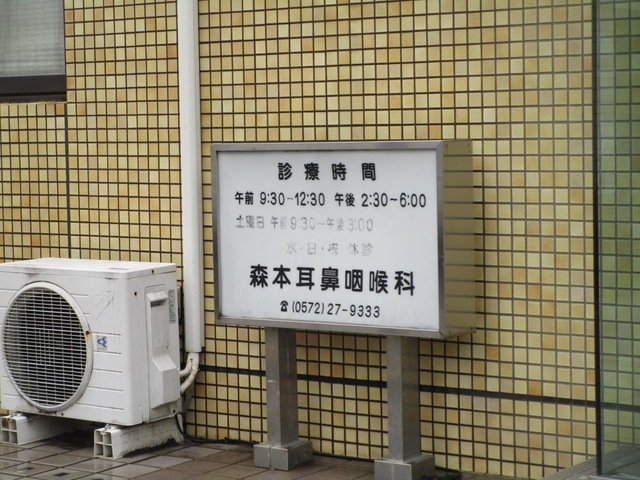 診療時間
午前 9:30~12:30 午後 2:30~6:00
土曜日 午前 9:30~午後 3:00
水・日・祝 休診
森本耳鼻咽喉科
☎(0572)27-9333